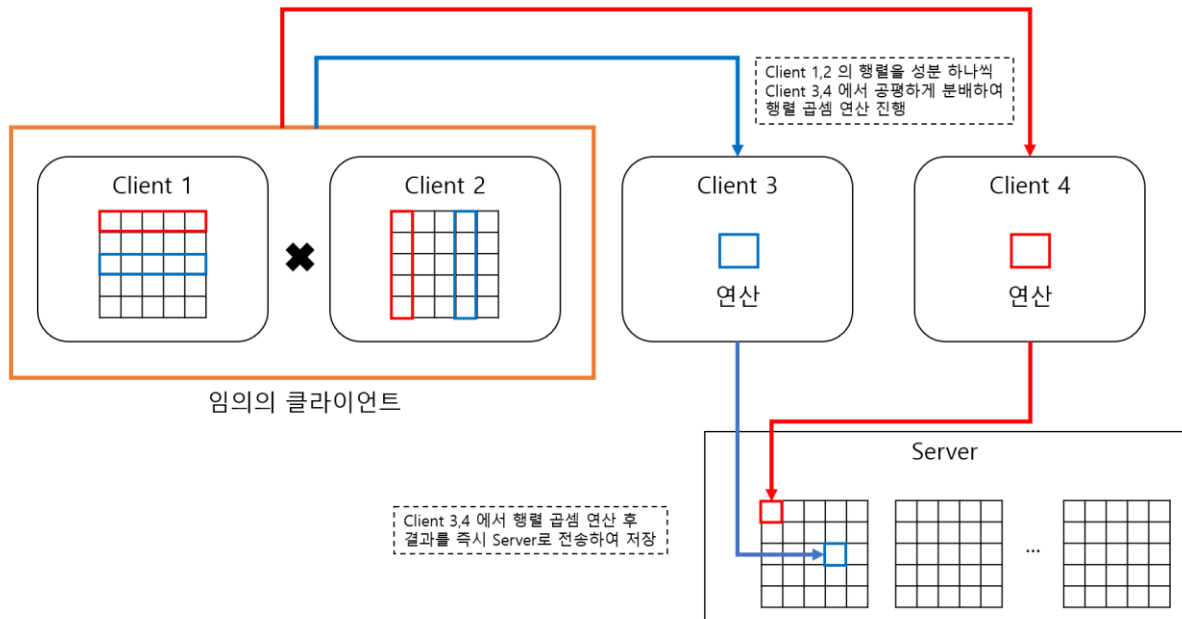 Client 1,2 의 행렬을 성분 하나씩
Client 3,4 에서 공평하게 분배하여
행렬 곱셈 연산 진행
Client 1
Client 2
Client 3
Client 4
연산
연산
임의의 클라이언트
Server
Client 3,4 에서 행렬 곱셈 연산 후
결과를 즉시 Server로 전송하여 저장
...